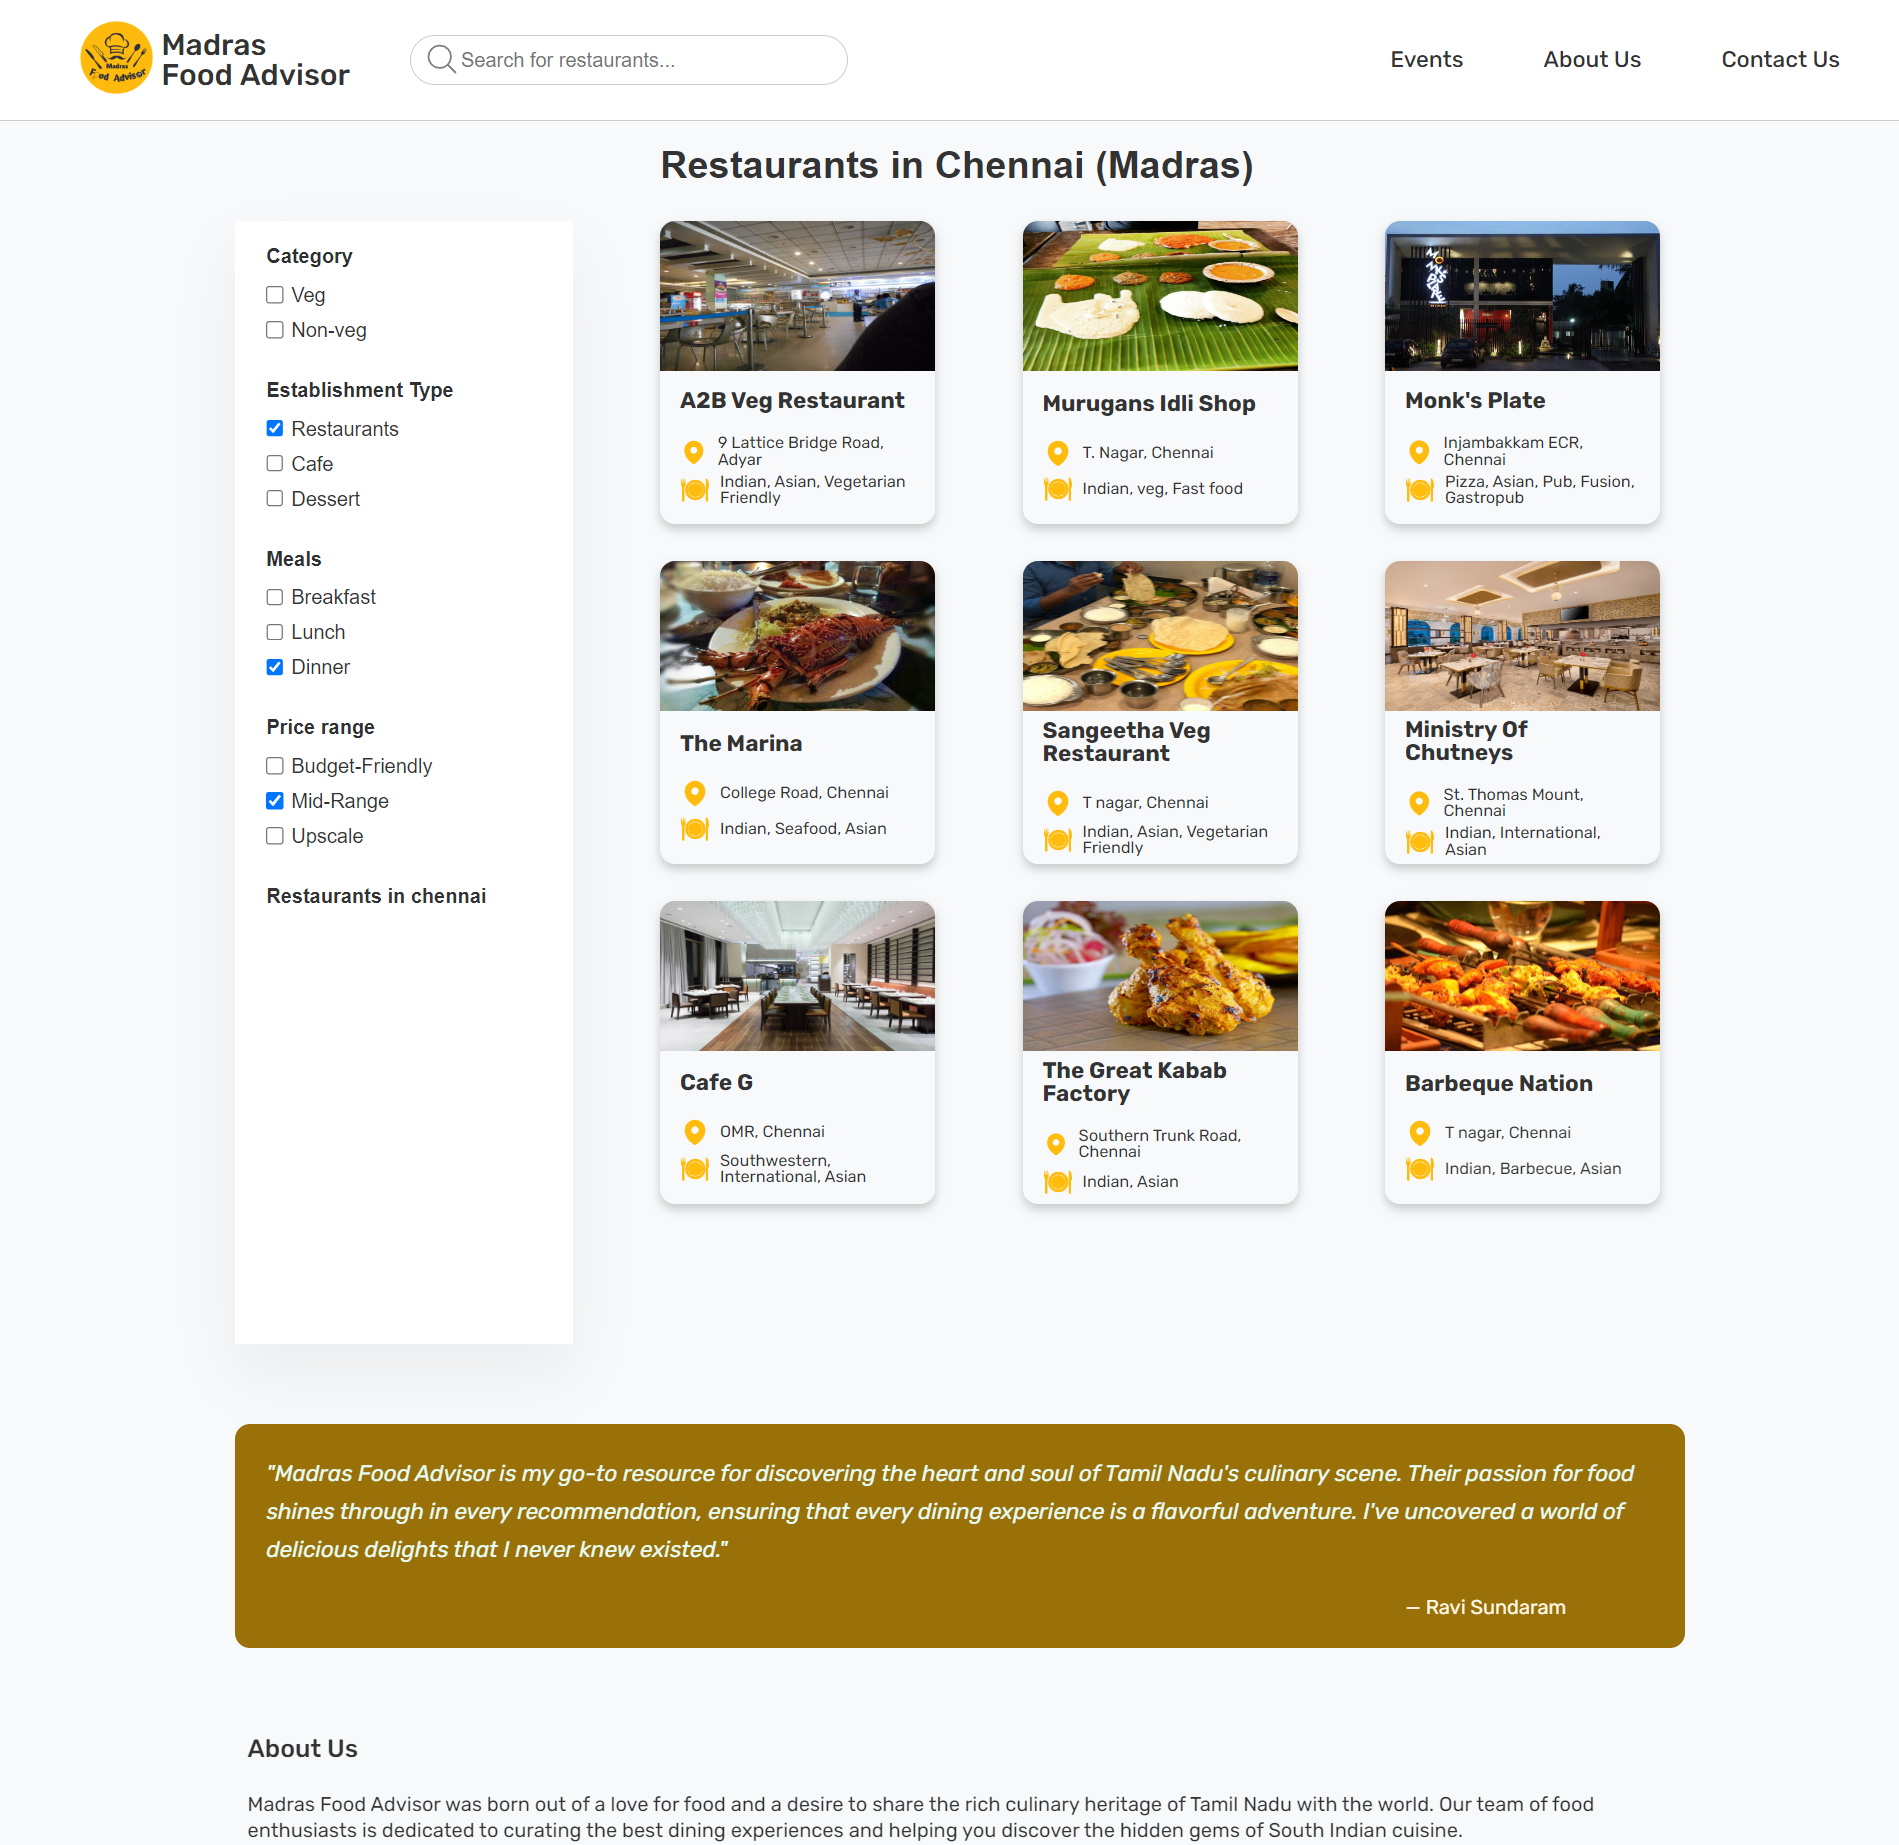 Madras
Food Advisor
Madras
Food Advisor
Search for restaurants...
Events
About Us
Contact Us
Restaurants in Chennai (Madras)
Category
Veg
Non-veg
Establishment Type
Restaurants
Cafe
Dessert
Meals
Breakfast
Lunch
Dinner
Price range
Budget-Friendly
Mid-Range
Upscale
Restaurants in chennai
A2B Veg Restaurant
9 Lattice Bridge Road,
Adyar
Indian, Asian, Vegetarian
Friendly
Murugans Idli Shop
T. Nagar, Chennai
Indian, veg, Fast food
MONK'S PLATE
Monk's Plate
Injambakkam ECR,
Chennai
Pizza, Asian, Pub, Fusion,
Gastropub
The Marina
College Road, Chennai
Indian, Seafood, Asian
Sangeetha Veg
Restaurant
T nagar, Chennai
Indian, Asian, Vegetarian
Friendly
Ministry Of
Chutneys
St. Thomas Mount,
Chennai
Indian, International,
Asian
Cafe G
OMR, Chennai
Southwestern,
International, Asian
The Great Kabab
Factory
Southern Trunk Road,
Chennai
Indian, Asian
Barbeque Nation
T nagar, Chennai
Indian, Barbecue, Asian
"Madras Food Advisor is my go-to resource for discovering the heart and soul of Tamil Nadu's culinary scene. Their passion for food
shines through in every recommendation, ensuring that every dining experience is a flavorful adventure. I've uncovered a world of
delicious delights that I never knew existed."
— Ravi Sundaram
About Us
Madras Food Advisor was born out of a love for food and a desire to share the rich culinary heritage of Tamil Nadu with the world. Our team of food
enthusiasts is dedicated to curating the best dining experiences and helping you discover the hidden gems of South Indian cuisine.